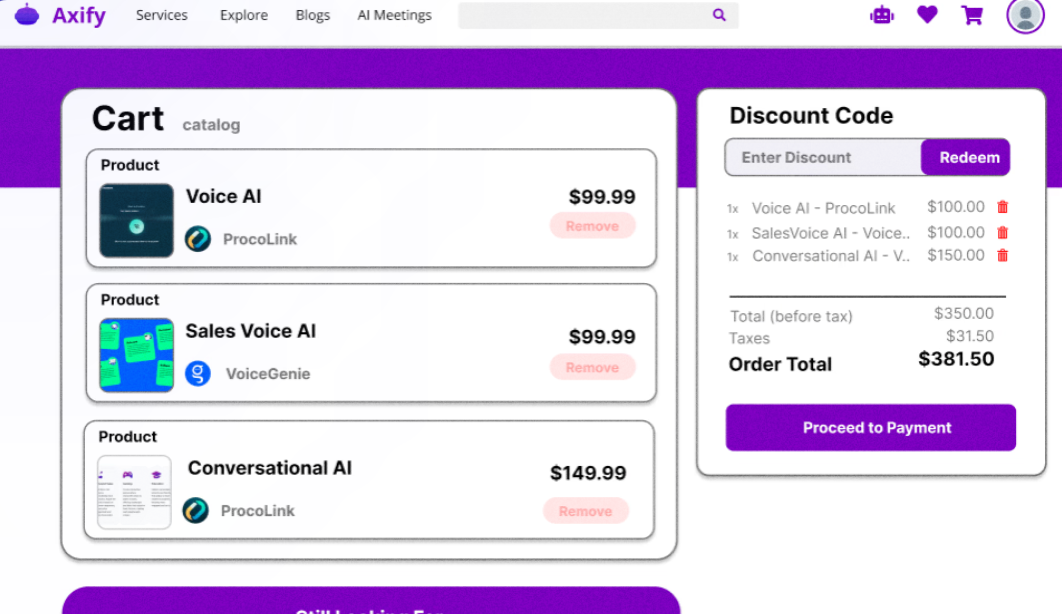 Axify Services Explore Blogs AI Meetings
Cart catalog
Product
Voice AI $99.99
ProcoLink Remove
Product
Sales Voice AI $99.99
VoiceGenie Remove
Product
Conversational AI $149.99
ProcoLink Remove
Discount Code
Enter Discount Redeem
1x Voice AI - ProcoLink $100.00
1x SalesVoice AI - Voice.. $100.00
1x Conversational AI - V.. $150.00
Total (before tax) $350.00
Taxes $31.50
Order Total $381.50
Proceed to Payment